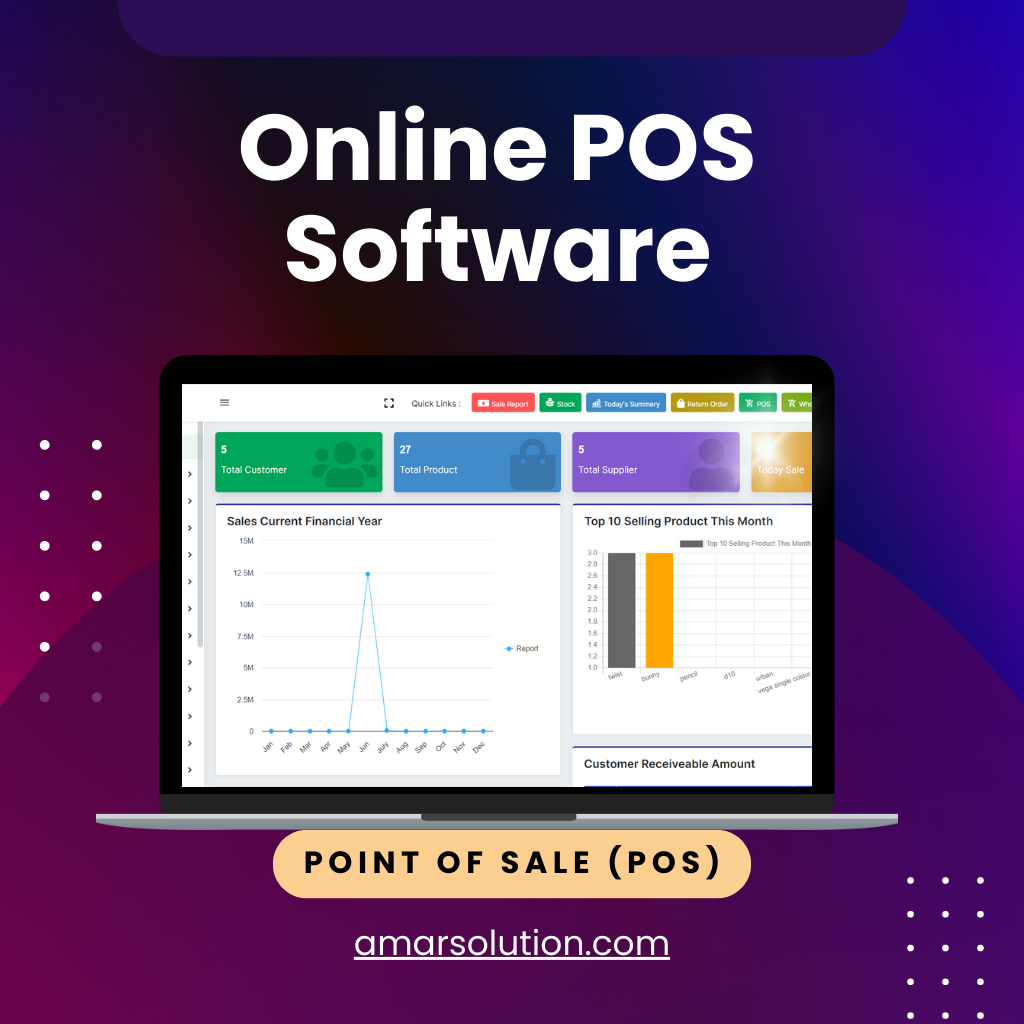 Online POS
Software
Quick Links :
Sale Report
Stock
Today's Summery
Return Order
POS
5
Total Customer
27
Total Product
5
Total Supplier
Today Sale
Sales Current Financial Year
15M
12.5M
10M
7.5M
5M
2.5M
0
Jan Feb Mar Apr May Jun July Aug Sep Oct Nov Dec
Report
Top 10 Selling Product This Month
Top 10 Selling Product This Month
3.0
2.8
2.6
2.4
2.2
2.0
1.8
1.6
1.4
1.2
1.0
twist bunny pencil d10 urban
vega single colour
Customer Receiveable Amount
POINT OF SALE (POS)
amarsolution.com